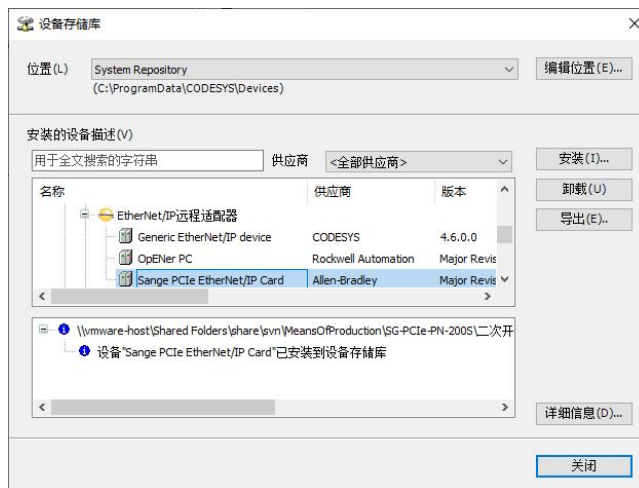 设备存储库
位置(L) System Repository 编辑位置(E)...
(C:\ProgramData\CODESYS\Devices)
安装的设备描述(V)
用于全文搜索的字符串 供应商 <全部供应商> 安装(I)...
名称 供应商 版本 卸载(U)
EtherNet/IP远程适配器 导出(E)..
Generic EtherNet/IP device CODESYS 4.6.0.0
OpENer PC Rockwell Automation Major Revis
Sange PCIe EtherNet/IP Card Allen-Bradley Major Revis
\\vmware-host\Shared Folders\share\svn\MeansOfProduction\SG-PCIe-PN-200S\二次开
设备"Sange PCIe EtherNet/IP Card"已安装到设备存储库
详细信息(D)...
关闭